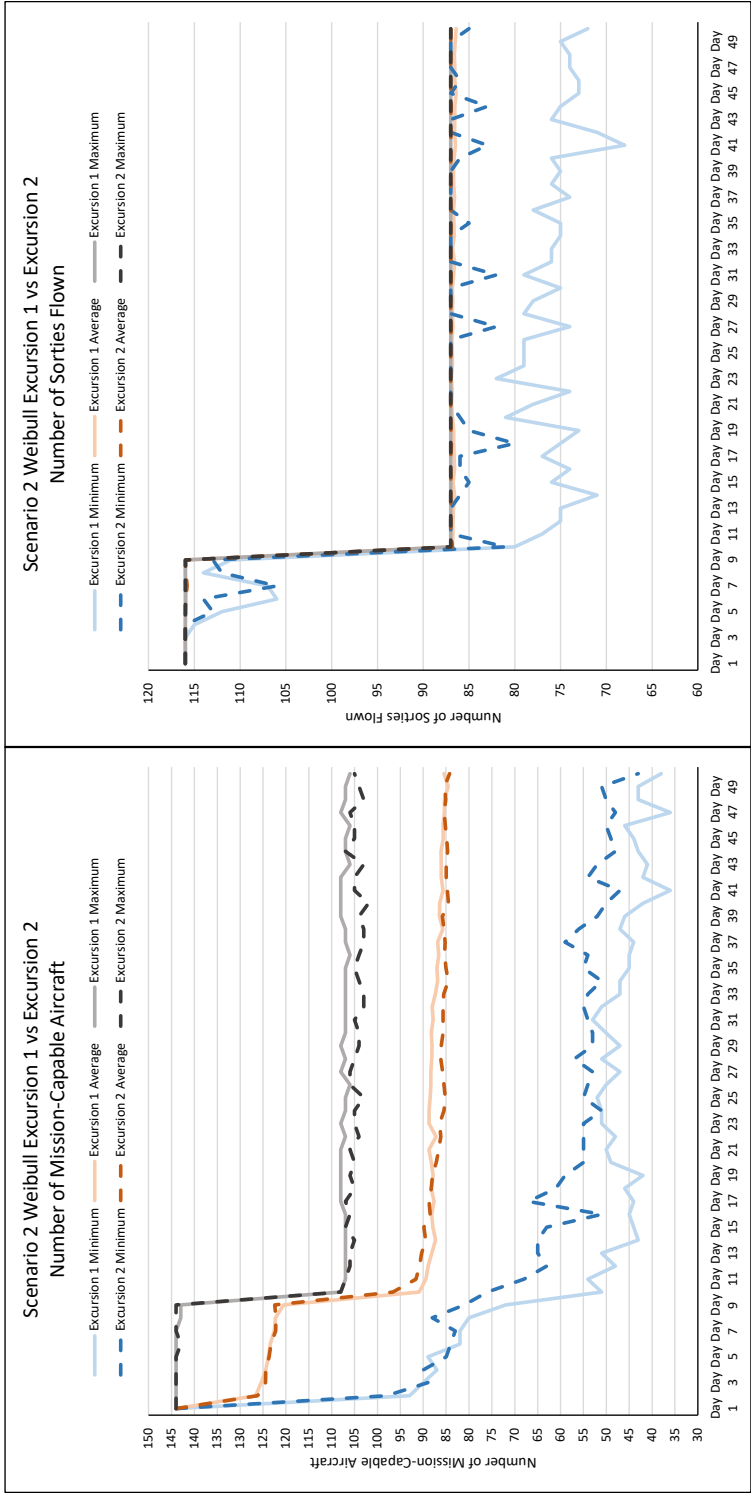 Scenario 2 Weibull Excursion 1 vs Excursion 2
Number of Mission-Capable Aircraft
Excursion 1 Minimum Excursion 1 Average Excursion 1 Maximum
Excursion 2 Minimum Excursion 2 Average Excursion 2 Maximum
Number of Mission-Capable Aircraft
150
145
140
135
130
125
120
115
110
105
100
95
90
85
80
75
70
65
60
55
50
45
40
35
30
Day Day Day Day Day Day Day Day Day Day Day Day Day Day Day Day Day Day Day Day Day Day Day Day Day
1 3 5 7 9 11 13 15 17 19 21 23 25 27 29 31 33 35 37 39 41 43 45 47 49
Scenario 2 Weibull Excursion 1 vs Excursion 2
Number of Sorties Flown
Excursion 1 Minimum Excursion 1 Average Excursion 1 Maximum
Excursion 2 Minimum Excursion 2 Average Excursion 2 Maximum
Number of Sorties Flown
120
115
110
105
100
95
90
85
80
75
70
65
60
Day Day Day Day Day Day Day Day Day Day Day Day Day Day Day Day Day Day Day Day Day Day Day Day Day
1 3 5 7 9 11 13 15 17 19 21 23 25 27 29 31 33 35 37 39 41 43 45 47 49